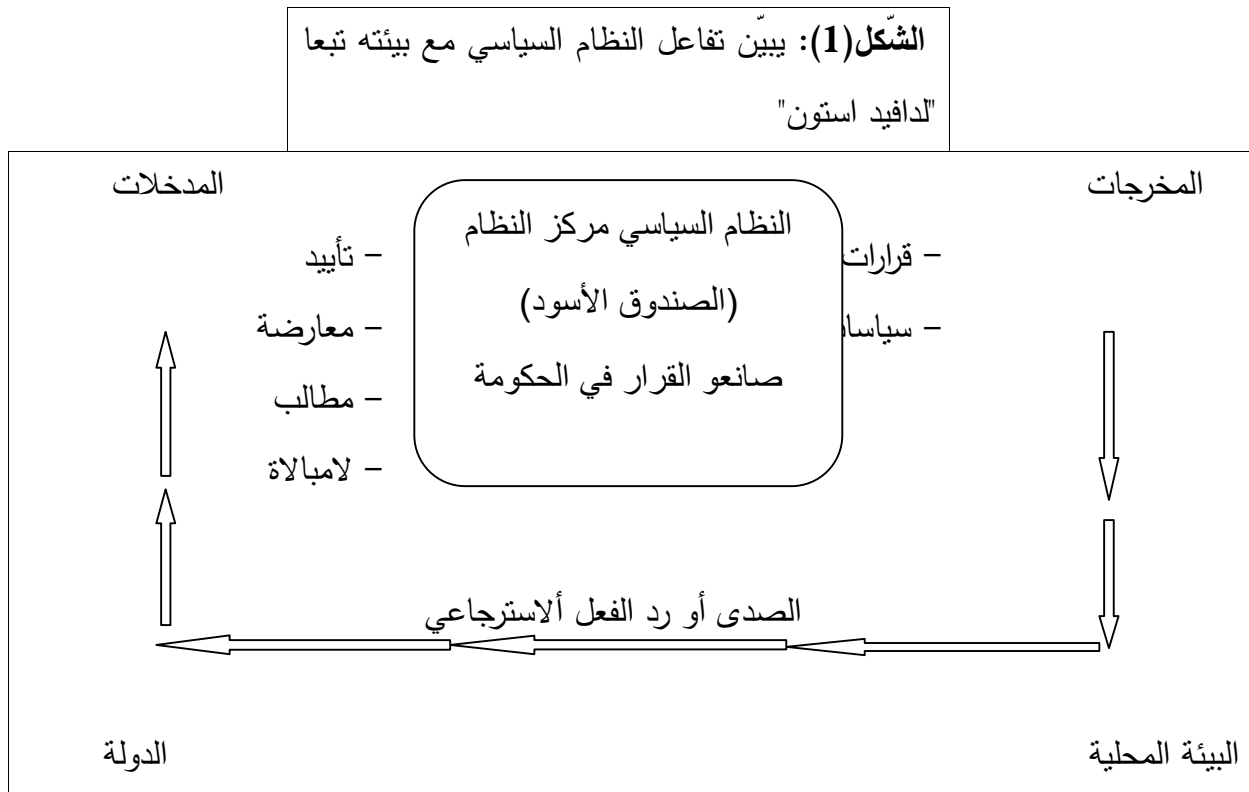 الشّكل(1): يبيّن تفاعل النظام السياسي مع بيئته تبعا
"لدافيد استون"
المخرجات
- قرارات
- سياسا
النظام السياسي مركز النظام
(الصندوق الأسود)
صانعو القرار في الحكومة
المدخلات
- تأييد
- معارضة
- مطالب
- لامبالاة
الصدى أو رد الفعل ألاسترجاعي
البيئة المحلية
الدولة